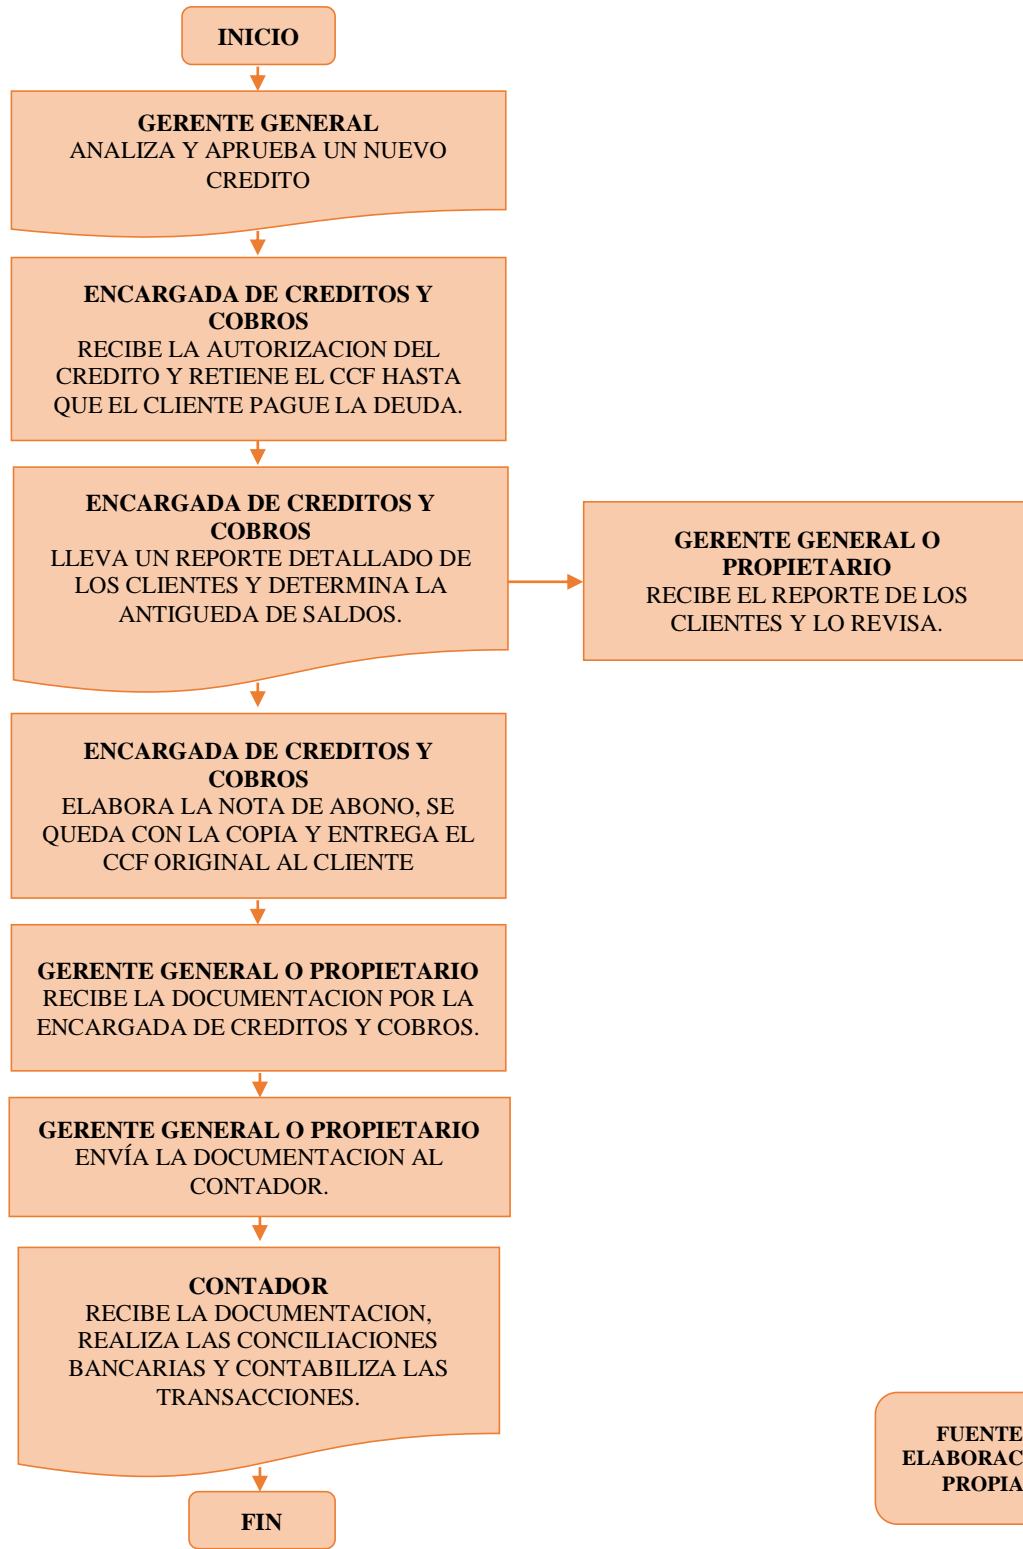 INICIO
GERENTE GENERAL
ANALIZA Y APRUEBA UN NUEVO
CREDITO
ENCARGADA DE CREDITOS Y
COBROS
RECIBE LA AUTORIZACION DEL
CREDITO Y RETIENE EL CCF HASTA
QUE EL CLIENTE PAGUE LA DEUDA.
ENCARGADA DE CREDITOS Y
COBROS
LLEVA UN REPORTE DETALLADO DE
LOS CLIENTES Y DETERMINA LA
ANTIGUEDA DE SALDOS.
GERENTE GENERAL O
PROPIETARIO
RECIBE EL REPORTE DE LOS
CLIENTES Y LO REVISA.
ENCARGADA DE CREDITOS Y
COBROS
ELABORA LA NOTA DE ABONO, SE
QUEDA CON LA COPIA Y ENTREGA EL
CCF ORIGINAL AL CLIENTE
GERENTE GENERAL O PROPIETARIO
RECIBE LA DOCUMENTACION POR LA
ENCARGADA DE CREDITOS Y COBROS.
GERENTE GENERAL O PROPIETARIO
ENVÍA LA DOCUMENTACION AL
CONTADOR.
CONTADOR
RECIBE LA DOCUMENTACION,
REALIZA LAS CONCILIACIONES
BANCARIAS Y CONTABILIZA LAS
TRANSACCIONES.
FIN
FUENTE
ELABORAC
PROPIA